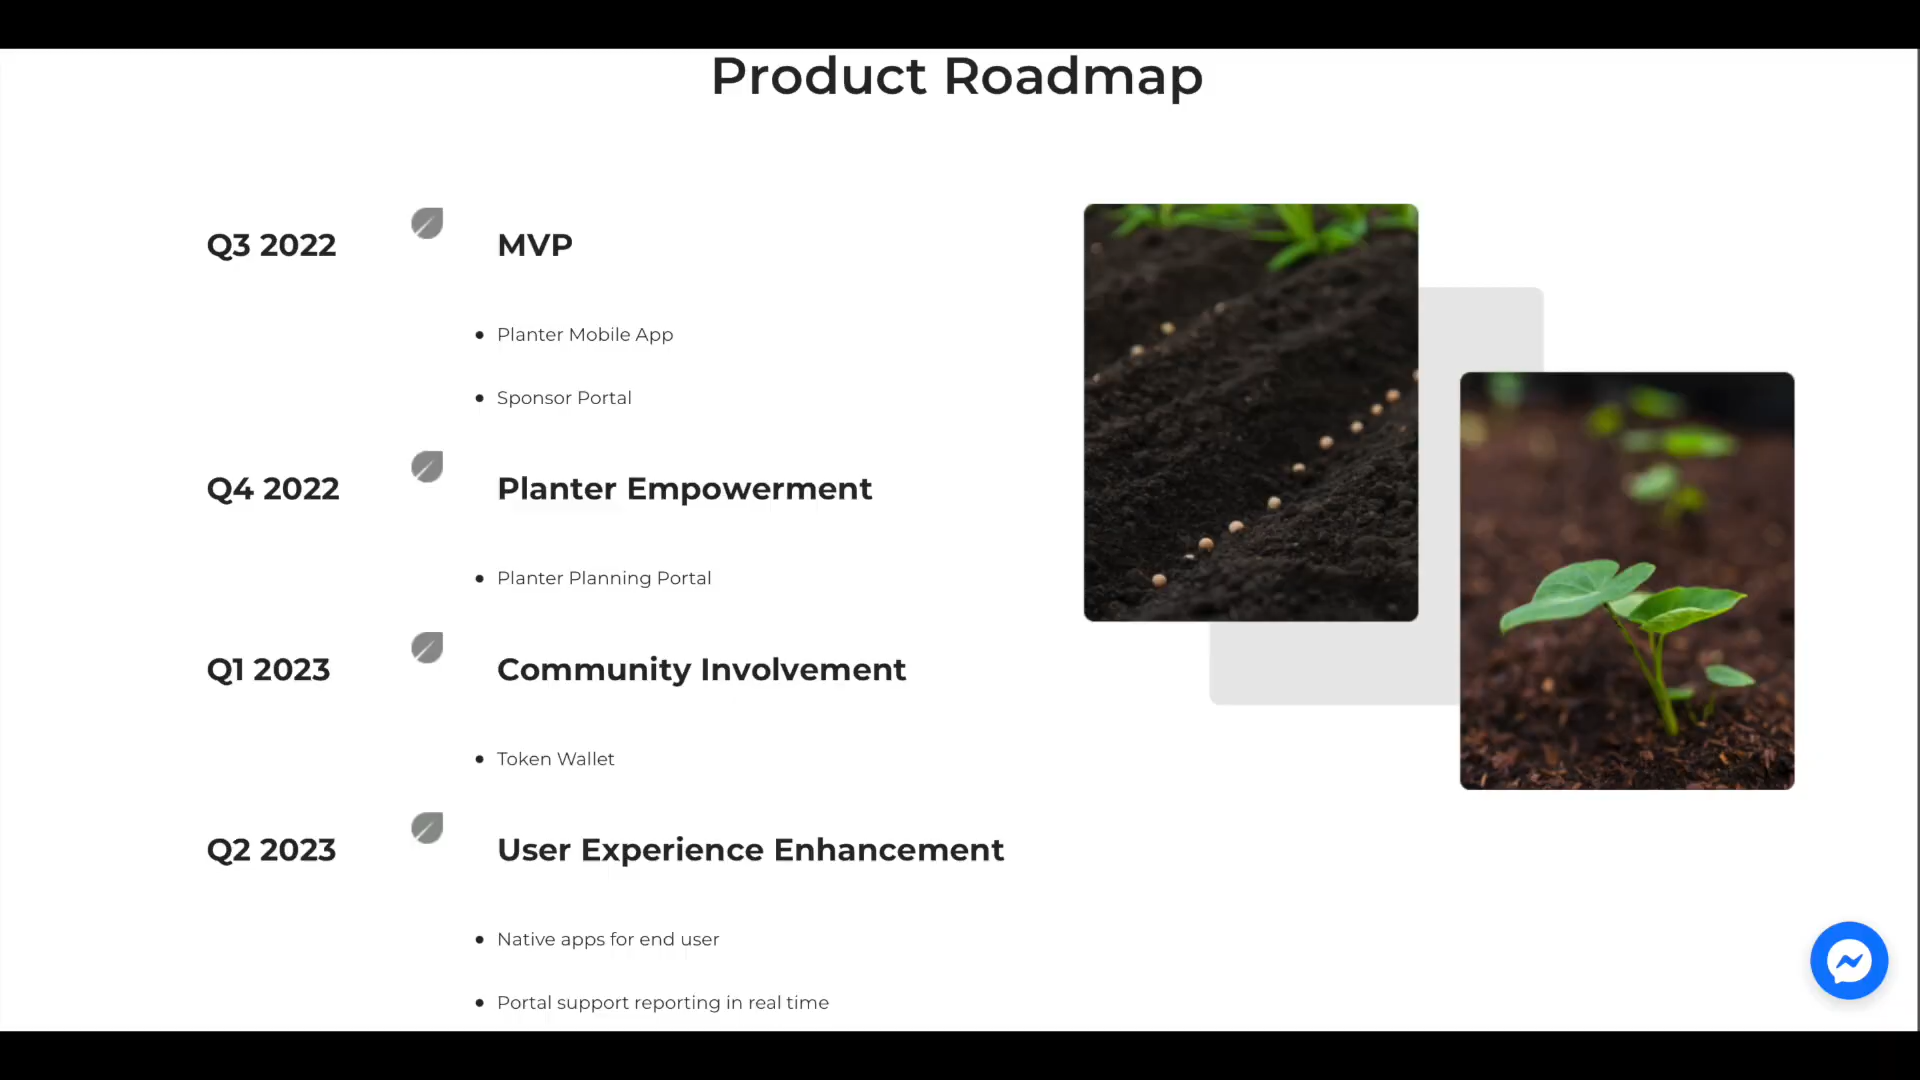 Product Roadmap
Q3 2022
MVP
Planter Mobile App
Sponsor Portal
Q4 2022
Planter Empowerment
Planter Planning Portal
Q1 2023
Community Involvement
Token Wallet
Q2 2023
User Experience Enhancement
Native apps for end user
Portal support reporting in real time